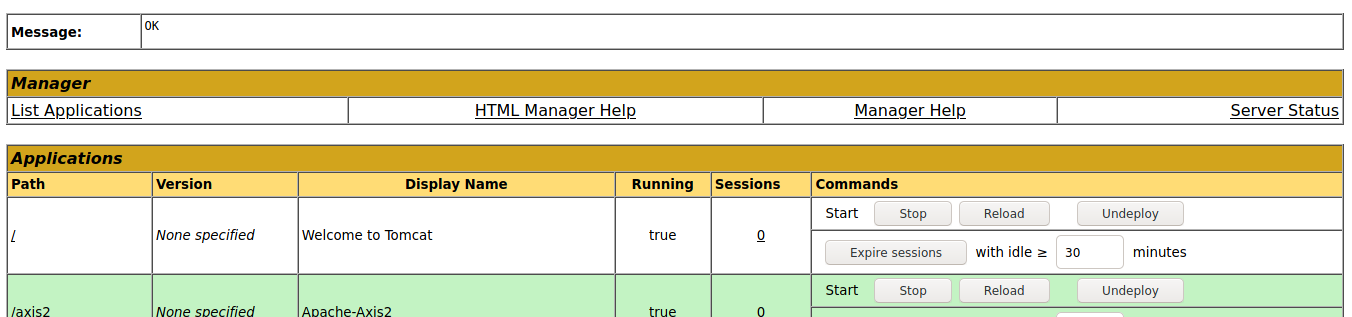 Message: OK
Manager
List Applications HTML Manager Help Manager Help Server Status
Applications
Path Version Display Name Running Sessions Commands
Start Stop Reload Undeploy
/ None specified Welcome to Tomcat true 0
Expire sessions with idle ≥ 30 minutes
Start Stop Reload Undeploy
/axis2 None specified Apache-Axis2 true 0